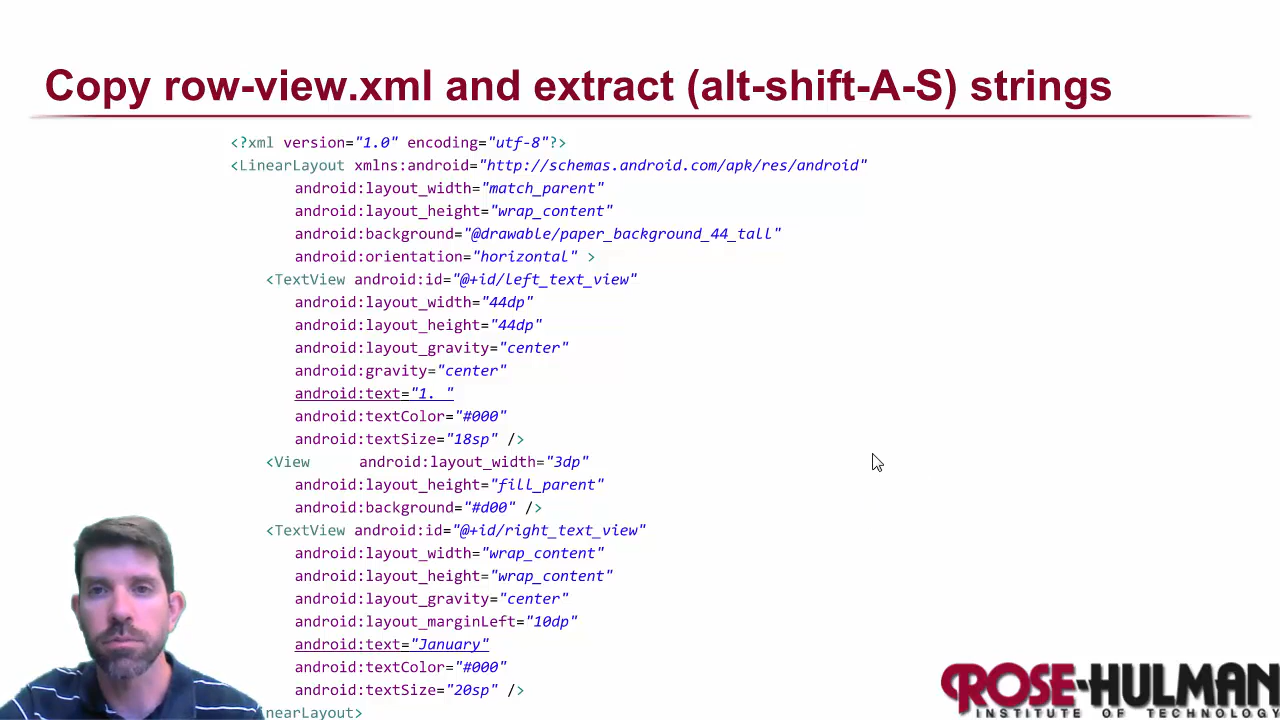 Copy row-view.xml and extract (alt-shift-A-S) strings
<?xml version="1.0" encoding="utf-8"?>
<LinearLayout xmlns:android="http://schemas.android.com/apk/res/android"
android:layout_width="match_parent"
android:layout_height="wrap_content"
android:background="@drawable/paper_background_44_tall"
android:orientation="horizontal" >
<TextView android:id="@+id/left_text_view"
android:layout_width="44dp"
android:layout_height="44dp"
android:layout_gravity="center"
android:gravity="center"
android:text="1. "
android:textColor="#000"
android:textSize="18sp" />
<View android:layout_width="3dp"
android:layout_height="fill_parent"
android:background="#d00" />
<TextView android:id="@+id/right_text_view"
android:layout_width="wrap_content"
android:layout_height="wrap_content"
android:layout_gravity="center"
android:layout_marginLeft="10dp"
android:text="January"
android:textColor="#000"
android:textSize="20sp" />
inearLayout>
ROSE-HULMAN
INSTITUTE OF TECHNOLOGY